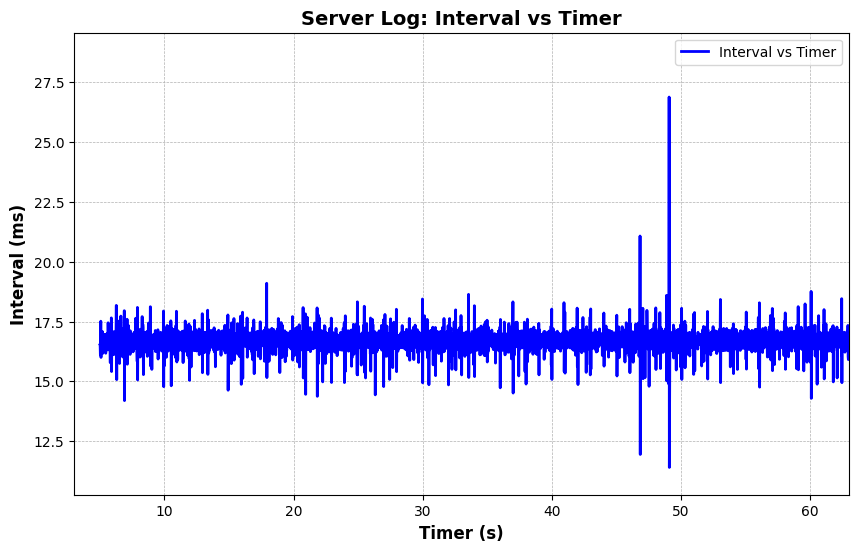 Server Log: Interval vs Timer
Interval vs Timer
27.5
25.0
22.5
20.0
17.5
15.0
12.5
Interval (ms)
10 20 30 40 50 60
Timer (s)